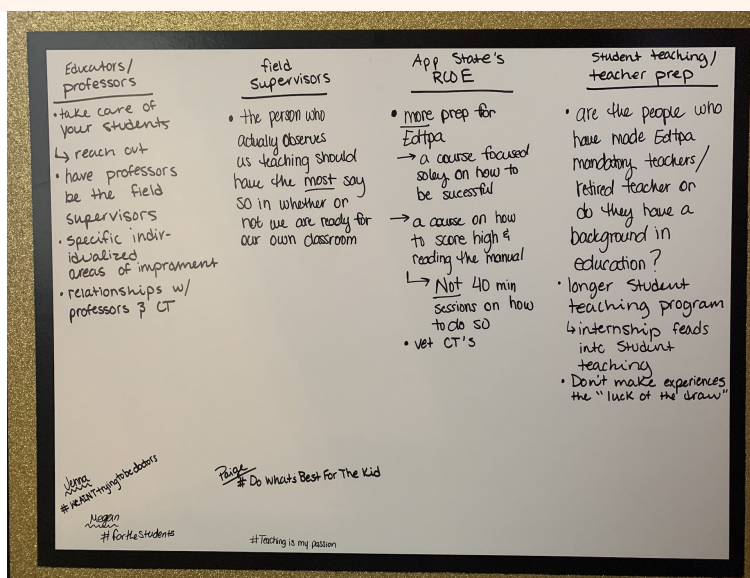 Educators/
professors
• take care of
your students
↳ reach out
• have professors
be the field
supervisors
• specific indiv-
idualized
areas of improment
• relationships w/
professors & CT
field
Supervisors
• the person who
actually observes
us teaching should
have the most say
so in whether or
not we are ready for
our own classroom
App State's
RCOE
• more prep for
Edtpa
→ a course focused
soley on how to
be sucessful
→ a course on how
to score high &
reading the manual
↳ Not 40 min
sessions on how
to do so
• vet CT'S
Student teaching/
teacher prep
• are the people who
have made Edtpa
mandatory teachers/
retired teacher or
do they have a
background in
education?
• longer Student
teaching program
↳ internship feads
into Student
teaching
• Don't make experiences
the "luck of the draw"
Jenna
#WeAINTtryingtobedoctors
Megan
#fortheStudents
Paige
# Do Whats Best For The Kid
#Teaching is my passion